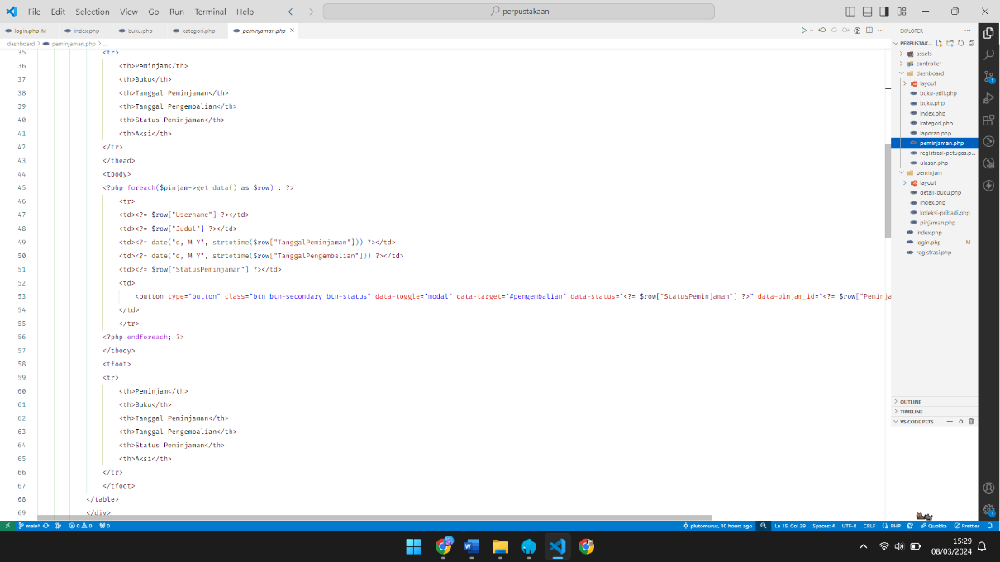 File Edit Selection View Go Run Terminal Help
perpustakaan
login.php M index.php buku.php kategori.php peminjaman.php
dashboard > peminjaman.php > ...
35 <tr>
36 <th>Peminjam</th>
37 <th>Buku</th>
38 <th>Tanggal Peminjaman</th>
39 <th>Tanggal Pengembalian</th>
40 <th>Status Peminjaman</th>
41 <th>Aksi</th>
42 </tr>
43 </thead>
44 <tbody>
45 <?php foreach($pinjam->get_data() as $row) : ?>
46 <tr>
47 <td><?= $row["Username"] ?></td>
48 <td><?= $row["Judul"] ?></td>
49 <td><?= date("d, M Y", strtotime($row["TanggalPeminjaman"])) ?></td>
50 <td><?= date("d, M Y", strtotime($row["TanggalPengembalian"])) ?></td>
51 <td><?= $row["StatusPeminjaman"] ?></td>
52 <td>
53 <button type="button" class="btn btn-secondary btn-status" data-toggle="modal" data-target="#pengembalian" data-status="<?= $row["StatusPeminjaman"] ?>" data-pinjam_id="<?= $row["Peminja
54 </td>
55 </tr>
56 <?php endforeach; ?>
57 </tbody>
58 <tfoot>
59 <tr>
60 <th>Peminjam</th>
61 <th>Buku</th>
62 <th>Tanggal Peminjaman</th>
63 <th>Tanggal Pengembalian</th>
64 <th>Status Peminjaman</th>
65 <th>Aksi</th>
66 </tr>
67 </tfoot>
68 </table>
69 </div>
EXPLORER
PERPUSTAK...
assets
controller
dashboard
layout
buku-edit.php
buku.php
index.php
kategori.php
laporan.php
peminjaman.php
registrasi-petugas.p...
ulasan.php
peminjam
layout
detail-buku.php
index.php
koleksi-pribadi.php
pinjaman.php
index.php
login.php M
registrasi.php
OUTLINE
TIMELINE
VS CODE PETS
main* 0 0 0 plutomurus, 10 hours ago Ln 15, Col 29 Spaces: 4 UTF-8 CRLF PHP Quokka Prettier
15:29
08/03/2024